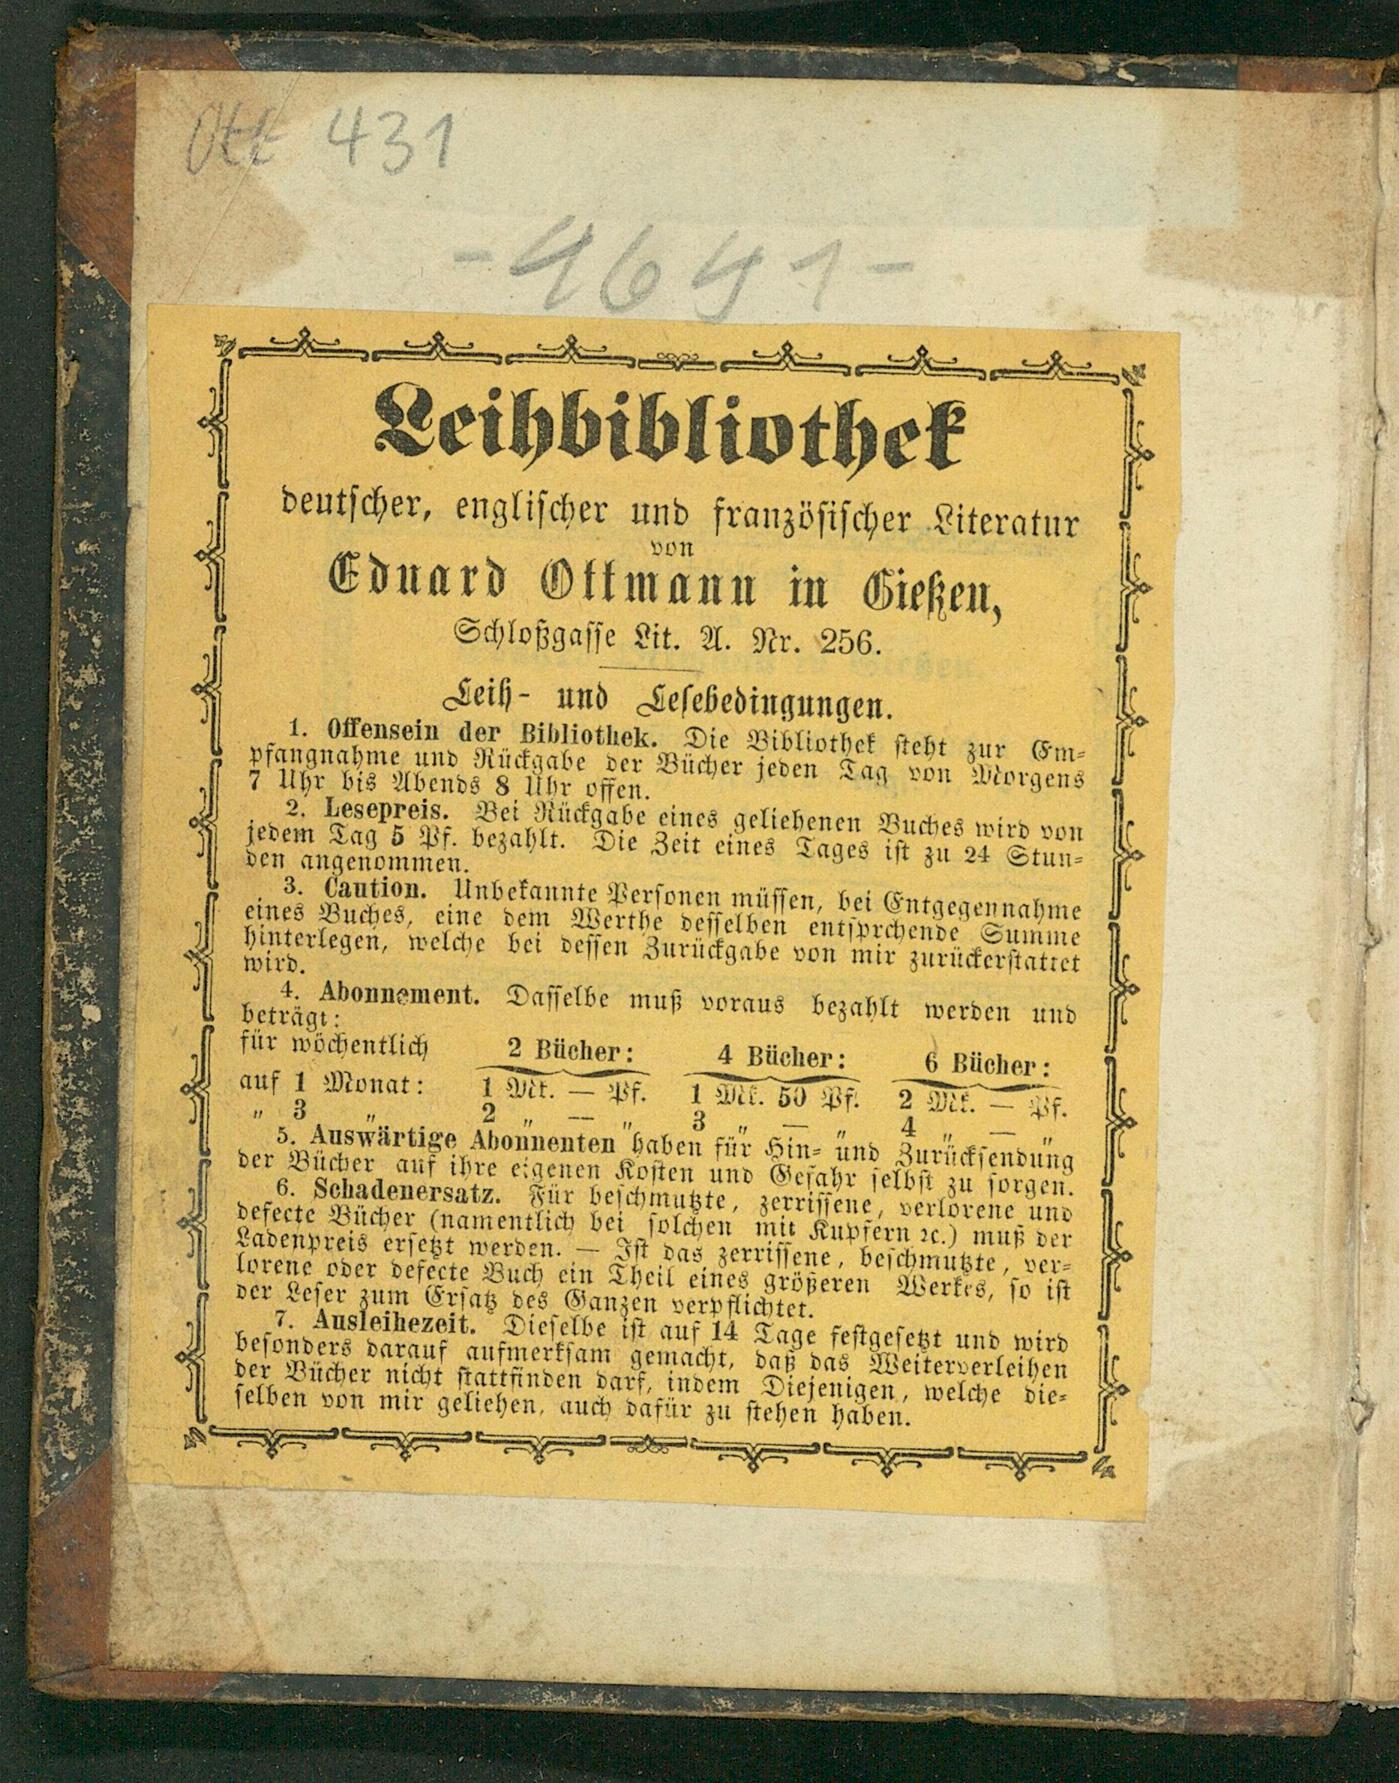 Ott 431
- 4641 -
Leihbibliothek
deutscher, englischer und französischer Literatur
von
Eduard Ottmann in Gießen,
Schloßgasse Lit. A. Nr. 256.
Leih- und Lesebedingungen.
1. Offensein der Bibliothek. Die Bibliothek steht zur Em-
pfangnahme und Rückgabe der Bücher jeden Tag von Morgens
7 Uhr bis Abends 8 Uhr offen.
2. Lesepreis. Bei Rückgabe eines geliehenen Buches wird von
jedem Tag 5 Pf. bezahlt. Die Zeit eines Tages ist zu 24 Stun-
den angenommen.
3. Caution. Unbekannte Personen müssen, bei Entgegennahme
eines Buches, eine dem Werthe desselben entsprchende Summe
hinterlegen, welche bei dessen Zurückgabe von mir zurückerstattet
wird.
4. Abonnement. Dasselbe muß voraus bezahlt werden und
beträgt:
für wöchentlich 2 Bücher: 4 Bücher: 6 Bücher:
auf 1 Monat: 1 Mk. — Pf. 1 Mk. 50 Pf. 2 Mk. — Pf.
„ 3 „ 2 „ — „ 3 „ — „ 4 „ — „
5. Auswärtige Abonnenten haben für Hin- und Zurücksendung
der Bücher auf ihre eigenen Kosten und Gefahr selbst zu sorgen.
6. Schadenersatz. Für beschmutzte, zerrissene, verlorene und
defecte Bücher (namentlich bei solchen mit Kupfern ꝛc.) muß der
Ladenpreis ersetzt werden. — Ist das zerrissene, beschmutzte, ver-
lorene oder defecte Buch ein Theil eines größeren Werkes, so ist
der Leser zum Ersatz des Ganzen verpflichtet.
7. Ausleihezeit. Dieselbe ist auf 14 Tage festgesetzt und wird
besonders darauf aufmerksam gemacht, daß das Weiterverleihen
der Bücher nicht stattfinden darf, indem Diejenigen, welche die-
selben von mir geliehen, auch dafür zu stehen haben.